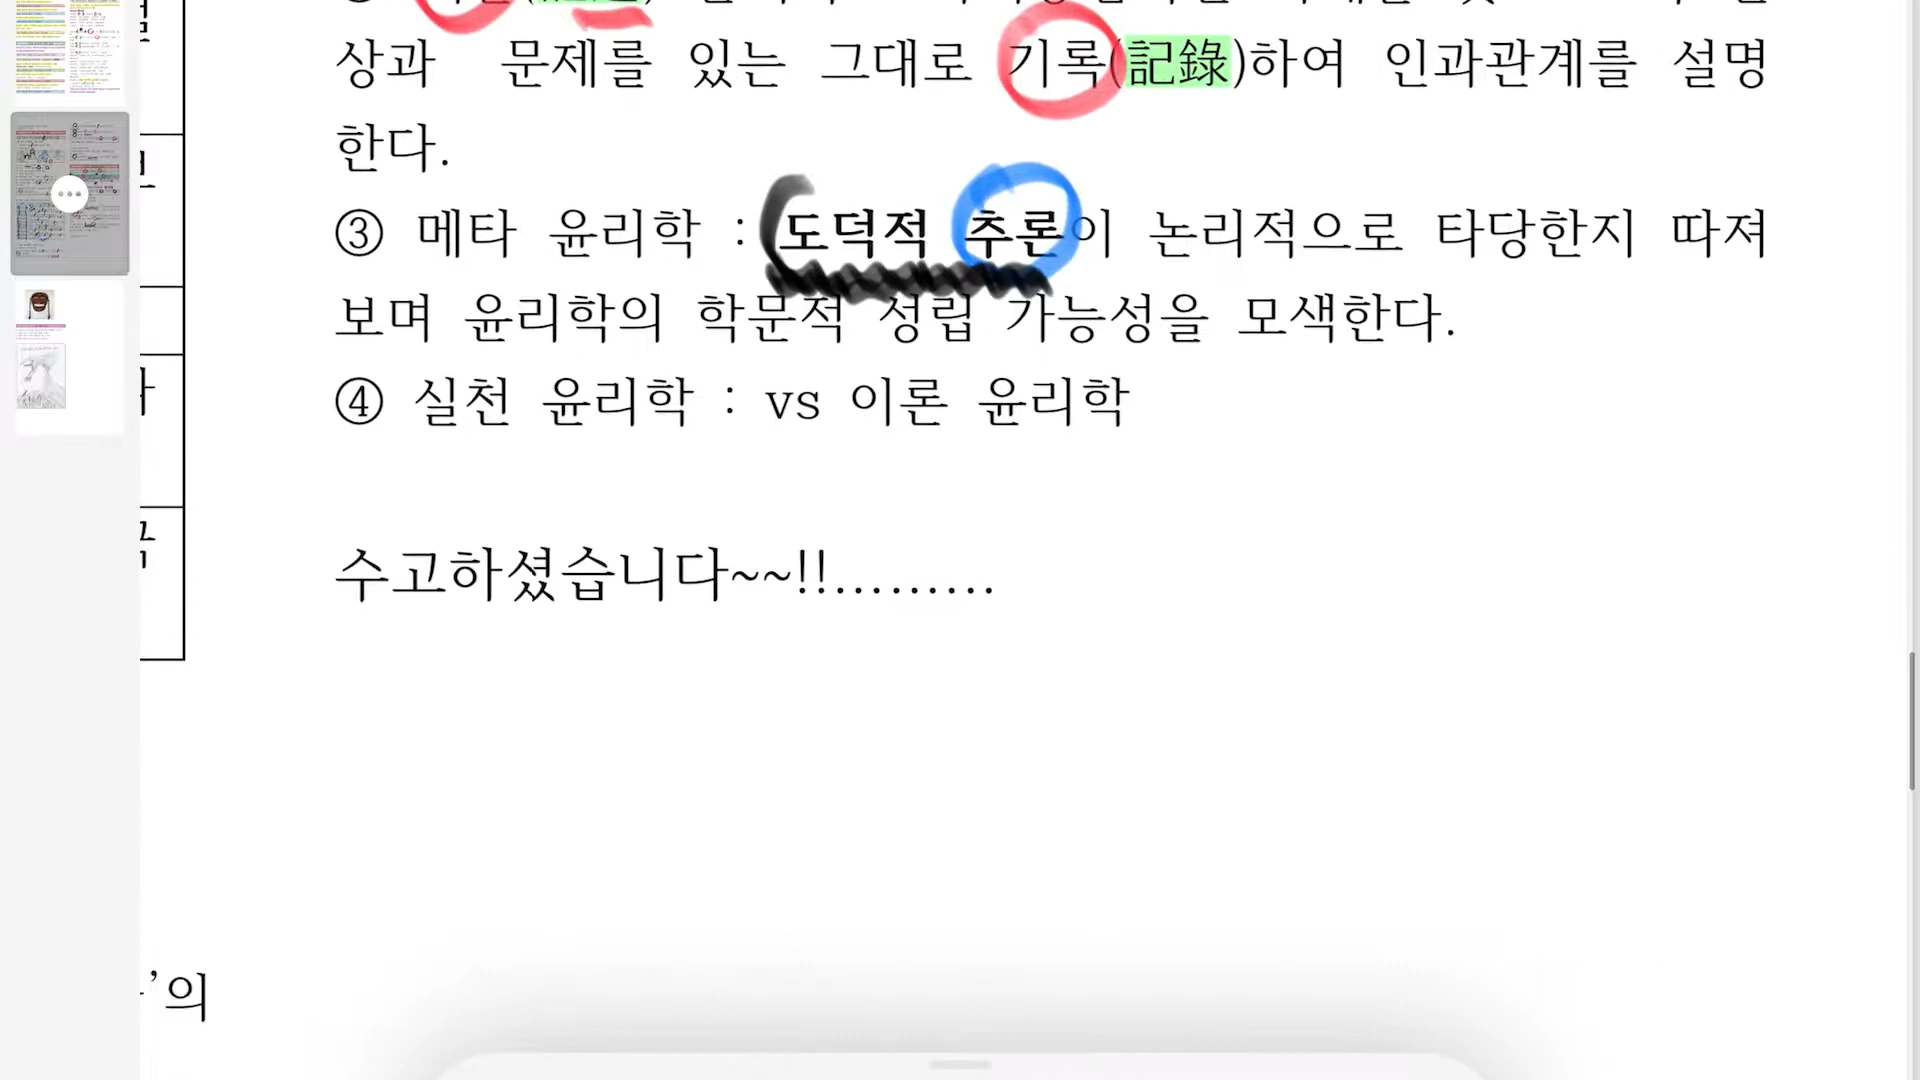 상과 문제를 있는 그대로 기록(記錄)하여 인과관계를 설명
한다.
③ 메타 윤리학 : 도덕적 추론이 논리적으로 타당한지 따져
보며 윤리학의 학문적 성립 가능성을 모색한다.
④ 실천 윤리학 : vs 이론 윤리학
수고하셨습니다~~!!.........
’의